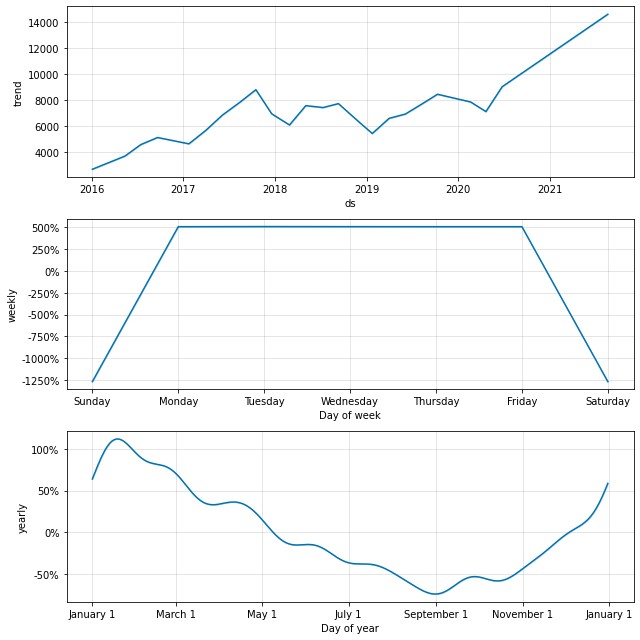 14000
12000
10000
8000
6000
4000
trend
2016 2017 2018 2019 2020 2021
ds
500%
250%
0%
-250%
-500%
-750%
-1000%
-1250%
weekly
Sunday Monday Tuesday Wednesday Thursday Friday Saturday
Day of week
100%
50%
0%
-50%
yearly
January 1 March 1 May 1 July 1 September 1 November 1 January 1
Day of year